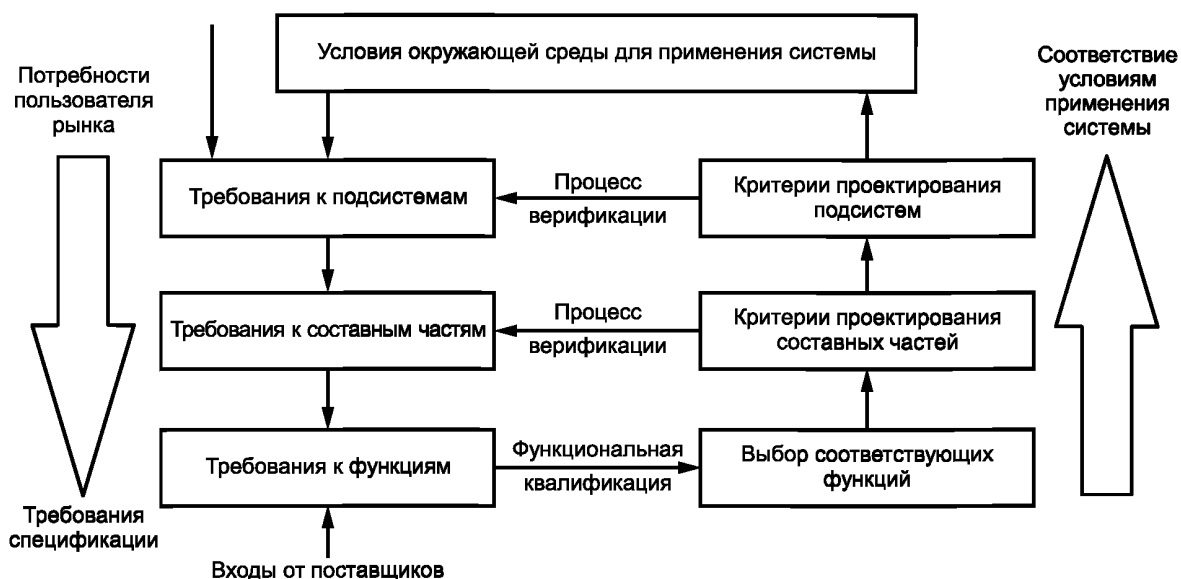 Условия окружающей среды для применения системы
Потребности
пользователя
рынка
Соответствие
условиям
применения
системы
Требования к подсистемам
Процесс
верификации
Критерии проектирования
подсистем
Требования к составным частям
Процесс
верификации
Критерии проектирования
составных частей
Требования к функциям
Функциональная
квалификация
Выбор соответствующих
функций
Требования
спецификации
Входы от поставщиков